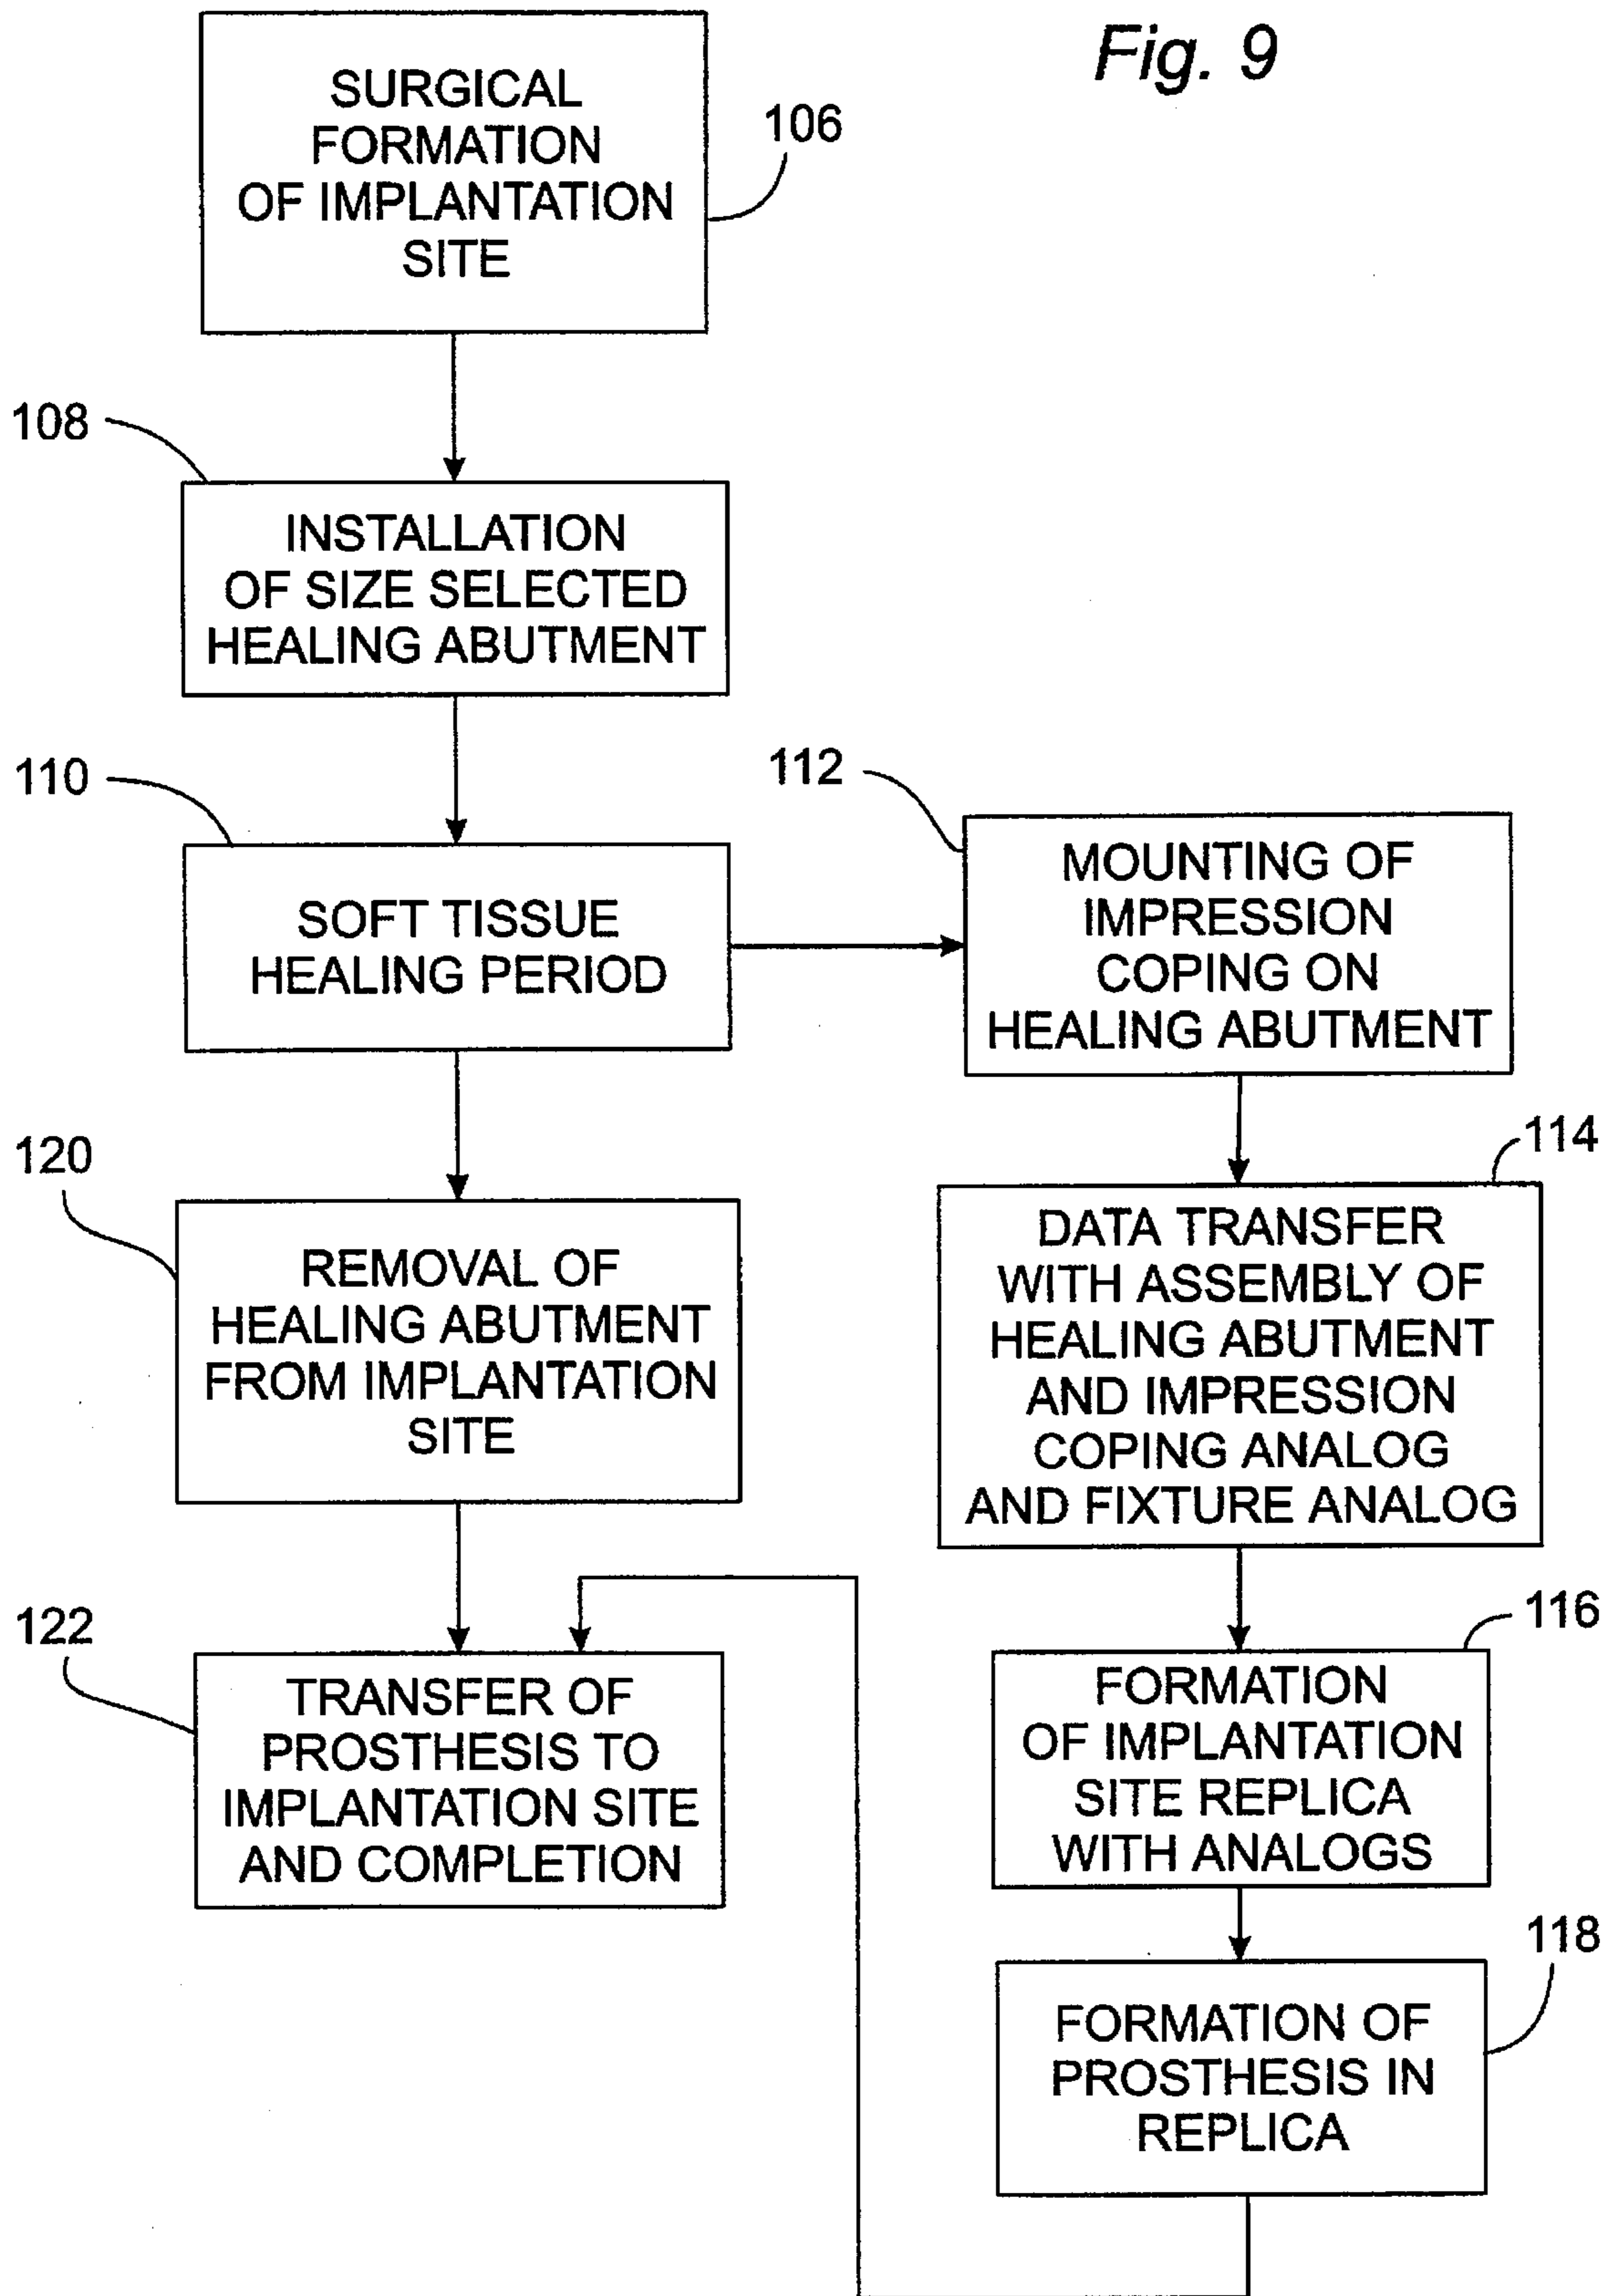 Fig. 9
SURGICAL
FORMATION
OF IMPLANTATION
SITE
106
108
INSTALLATION
OF SIZE SELECTED
HEALING ABUTMENT
110
SOFT TISSUE
HEALING PERIOD
112
MOUNTING OF
IMPRESSION
COPING ON
HEALING ABUTMENT
114
DATA TRANSFER
WITH ASSEMBLY OF
HEALING ABUTMENT
AND IMPRESSION
COPING ANALOG
AND FIXTURE ANALOG
120
REMOVAL OF
HEALING ABUTMENT
FROM IMPLANTATION
SITE
116
FORMATION
OF IMPLANTATION
SITE REPLICA
WITH ANALOGS
122
TRANSFER OF
PROSTHESIS TO
IMPLANTATION SITE
AND COMPLETION
118
FORMATION OF
PROSTHESIS IN
REPLICA